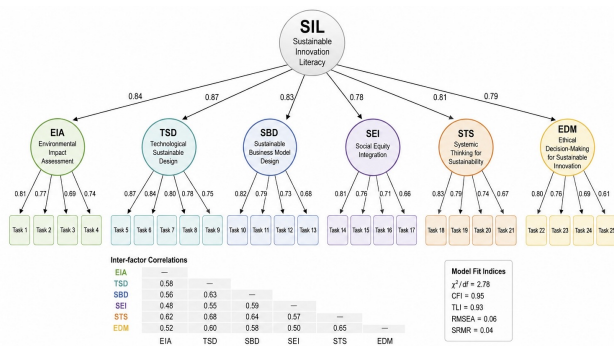 SIL
Sustainable
Innovation
Literacy
0.84
0.87
0.83
0.78
0.81
0.79
EIA
Environmental
Impact
Assessment
TSD
Technological
Sustainable
Design
SBD
Sustainable
Business Model
Design
SEI
Social Equity
Integration
STS
Systemic
Thinking for
Sustainability
EDM
Ethical
Decision-Making
for Sustainable
Innovation
0.81 0.77 0.69 0.74
0.87 0.84 0.80 0.78 0.75
0.82 0.79 0.73 0.68
0.81 0.76 0.71 0.66
0.83 0.79 0.74 0.67
0.80 0.76 0.69 0.61
Task 1 Task 2 Task 3 Task 4
Task 5 Task 6 Task 7 Task 8 Task 9
Task 10 Task 11 Task 12 Task 13
Task 14 Task 15 Task 16 Task 17
Task 18 Task 19 Task 20 Task 21
Task 22 Task 23 Task 24 Task 25
Inter-factor Correlations
EIA —
TSD 0.58 —
SBD 0.56 0.63 —
SEI 0.48 0.55 0.59 —
STS 0.62 0.68 0.64 0.57 —
EDM 0.52 0.60 0.58 0.50 0.65 —
EIA TSD SBD SEI STS EDM
Model Fit Indices
χ²/df = 2.78
CFI = 0.95
TLI = 0.93
RMSEA = 0.06
SRMR = 0.04